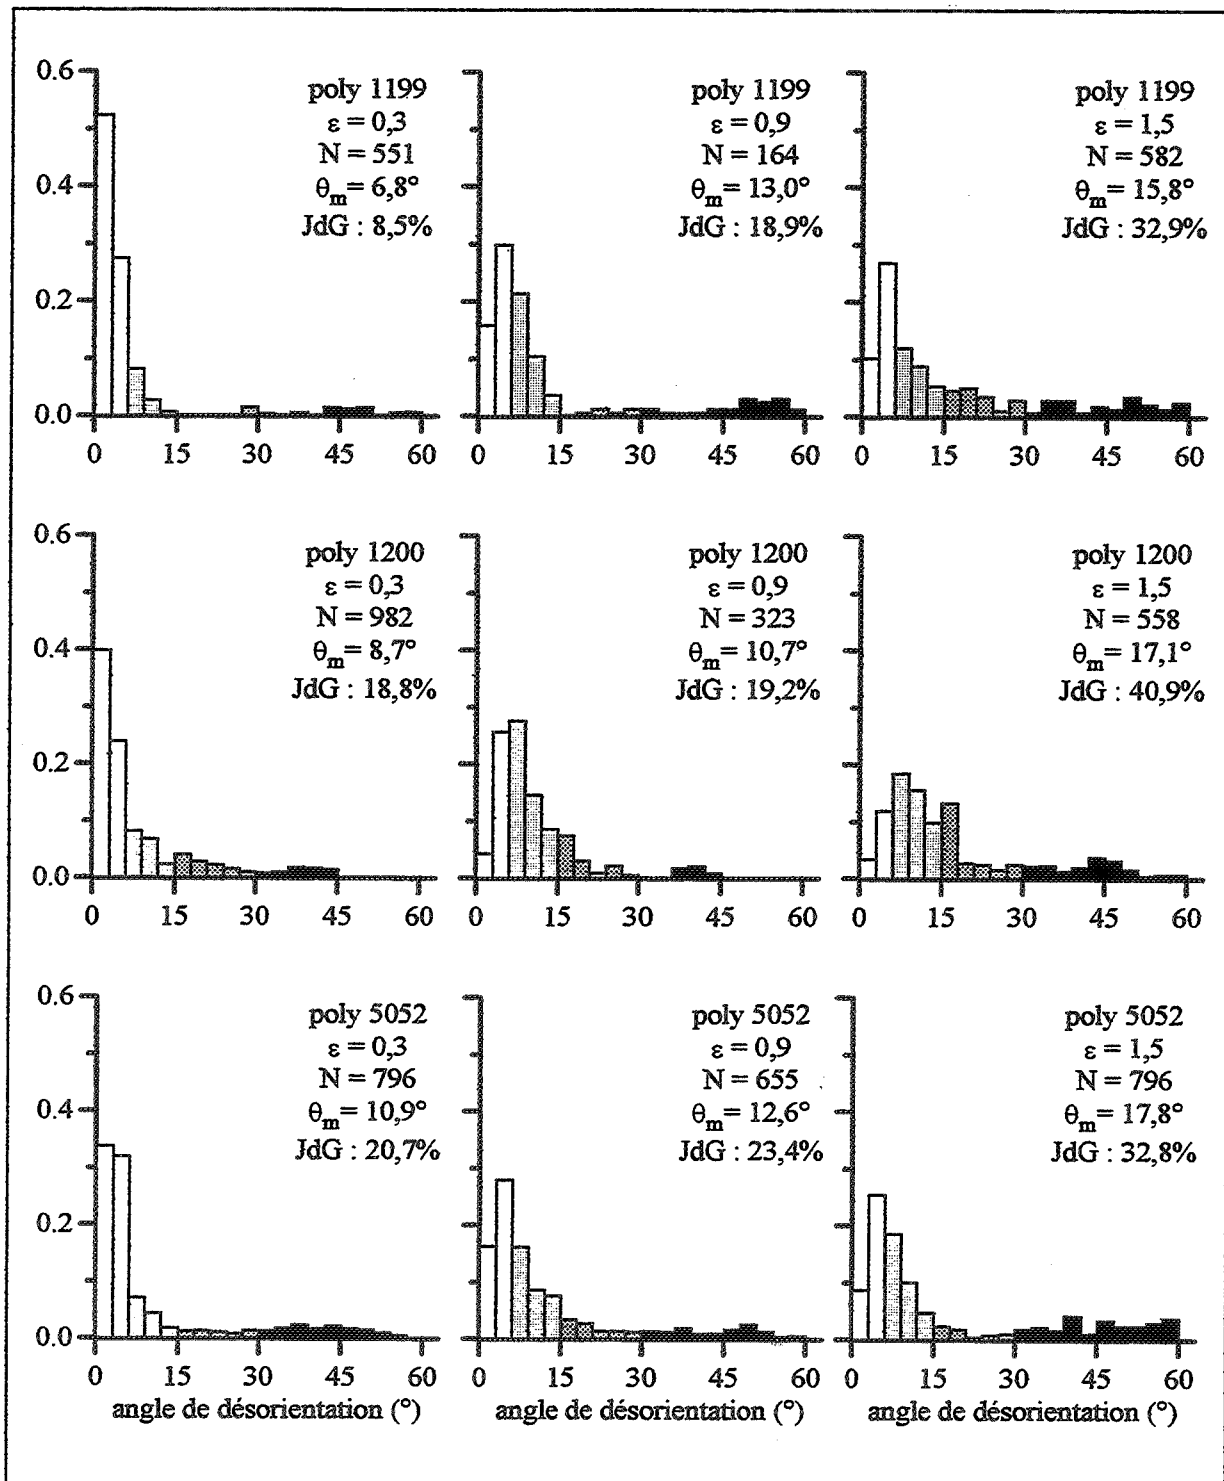 0.6
0.4
0.2
0.0
poly 1199
ε = 0,3
N = 551
θm = 6,8°
JdG : 8,5%
0 15 30 45 60
poly 1199
ε = 0,9
N = 164
θm = 13,0°
JdG : 18,9%
0 15 30 45 60
poly 1199
ε = 1,5
N = 582
θm = 15,8°
JdG : 32,9%
0 15 30 45 60
0.6
0.4
0.2
0.0
poly 1200
ε = 0,3
N = 982
θm = 8,7°
JdG : 18,8%
0 15 30 45 60
poly 1200
ε = 0,9
N = 323
θm = 10,7°
JdG : 19,2%
0 15 30 45 60
poly 1200
ε = 1,5
N = 558
θm = 17,1°
JdG : 40,9%
0 15 30 45 60
0.6
0.4
0.2
0.0
poly 5052
ε = 0,3
N = 796
θm = 10,9°
JdG : 20,7%
0 15 30 45 60
angle de désorientation (°)
poly 5052
ε = 0,9
N = 655
θm = 12,6°
JdG : 23,4%
0 15 30 45 60
angle de désorientation (°)
poly 5052
ε = 1,5
N = 796
θm = 17,8°
JdG : 32,8%
0 15 30 45 60
angle de désorientation (°)